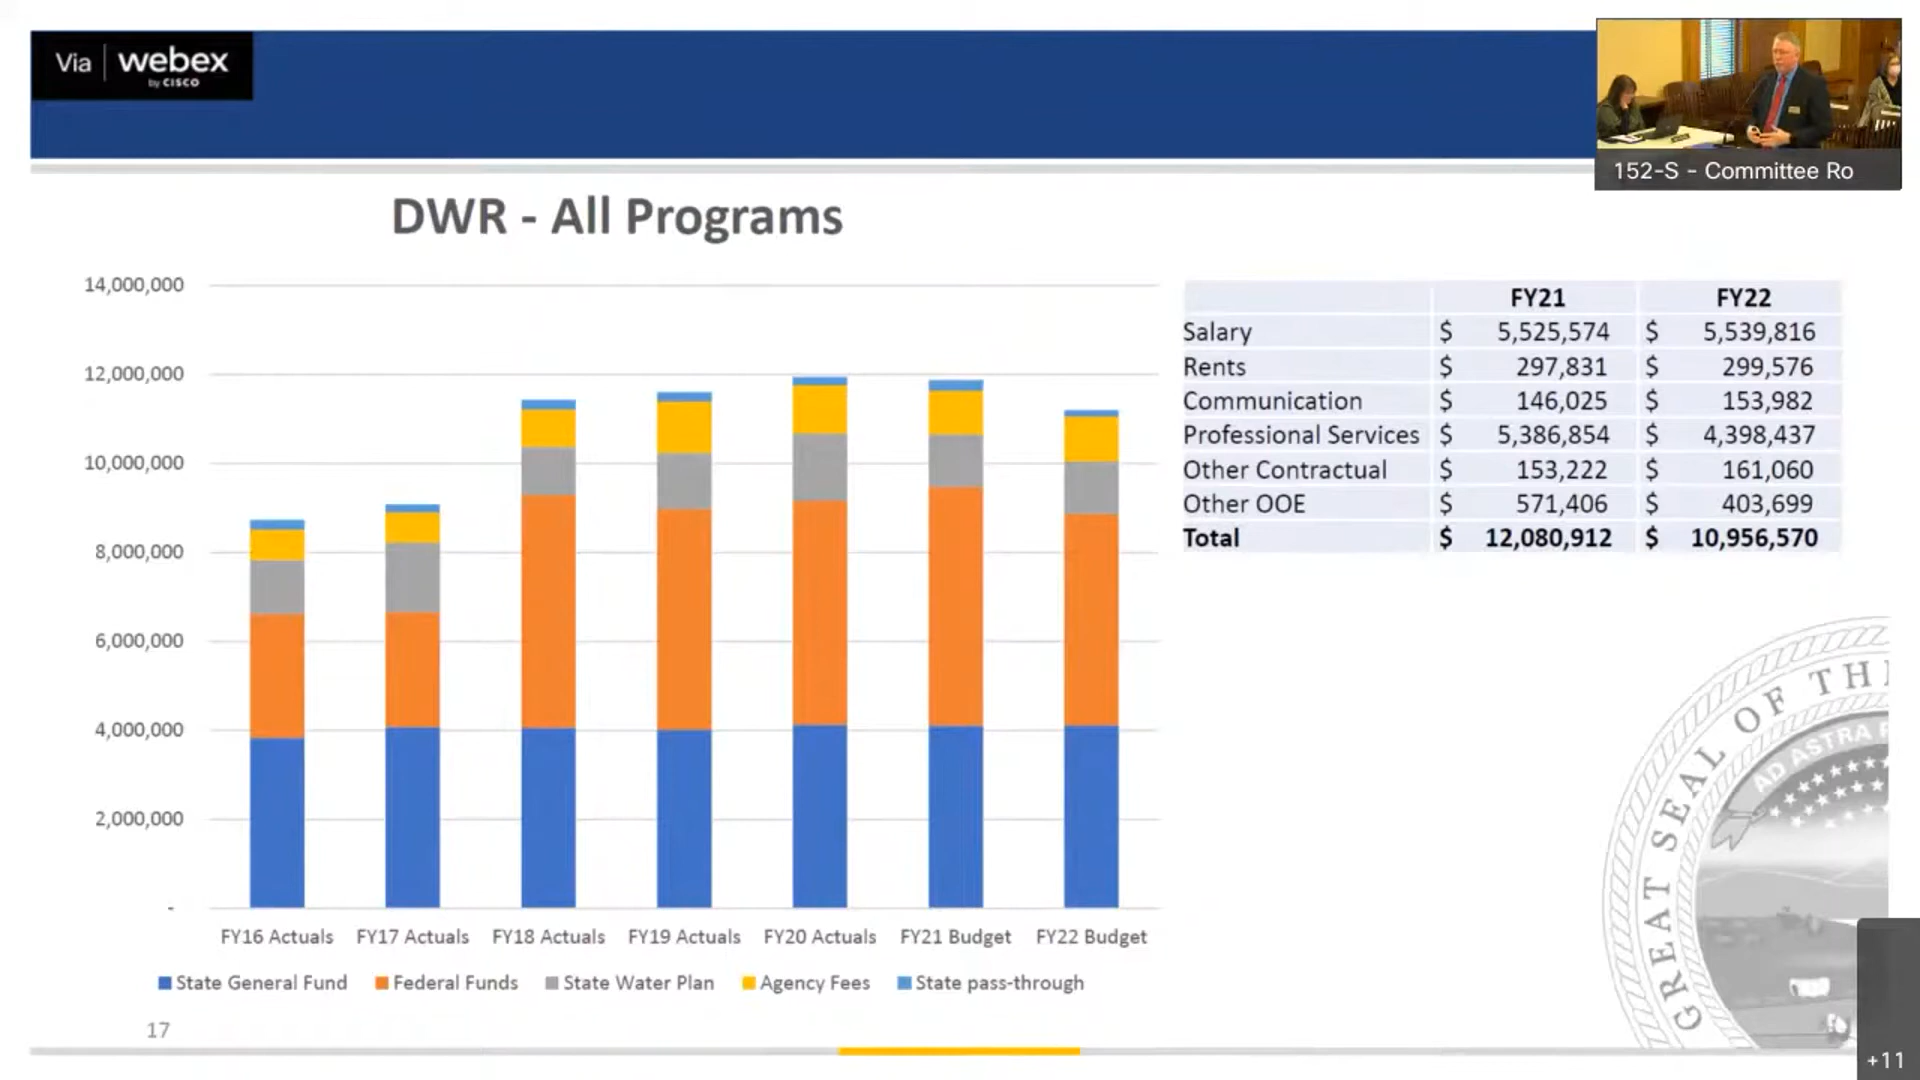 Via webex
by CISCO
152-S - Committee Ro
DWR - All Programs
14,000,000
12,000,000
10,000,000
8,000,000
6,000,000
4,000,000
2,000,000
-
FY16 Actuals FY17 Actuals FY18 Actuals FY19 Actuals FY20 Actuals FY21 Budget FY22 Budget
State General Fund Federal Funds State Water Plan Agency Fees State pass-through
FY21 FY22
Salary $ 5,525,574 $ 5,539,816
Rents $ 297,831 $ 299,576
Communication $ 146,025 $ 153,982
Professional Services $ 5,386,854 $ 4,398,437
Other Contractual $ 153,222 $ 161,060
Other OOE $ 571,406 $ 403,699
Total $ 12,080,912 $ 10,956,570
GREAT SEAL OF TH
AD ASTRA
17
+11